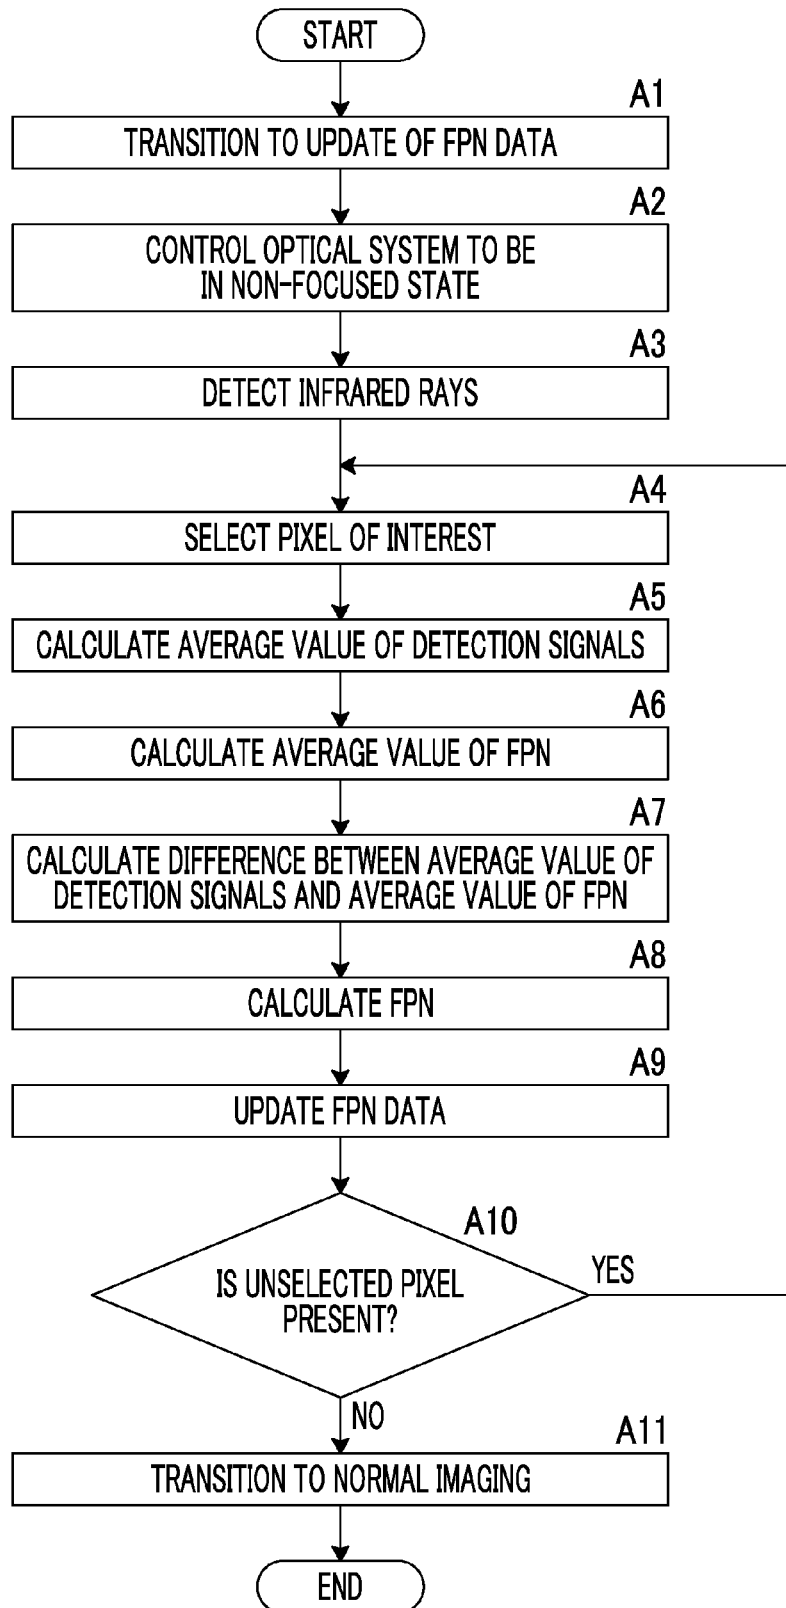 START
A1
TRANSITION TO UPDATE OF FPN DATA
A2
CONTROL OPTICAL SYSTEM TO BE
IN NON-FOCUSED STATE
A3
DETECT INFRARED RAYS
A4
SELECT PIXEL OF INTEREST
A5
CALCULATE AVERAGE VALUE OF DETECTION SIGNALS
A6
CALCULATE AVERAGE VALUE OF FPN
A7
CALCULATE DIFFERENCE BETWEEN AVERAGE VALUE OF
DETECTION SIGNALS AND AVERAGE VALUE OF FPN
A8
CALCULATE FPN
A9
UPDATE FPN DATA
A10
IS UNSELECTED PIXEL
PRESENT?
YES
NO
A11
TRANSITION TO NORMAL IMAGING
END